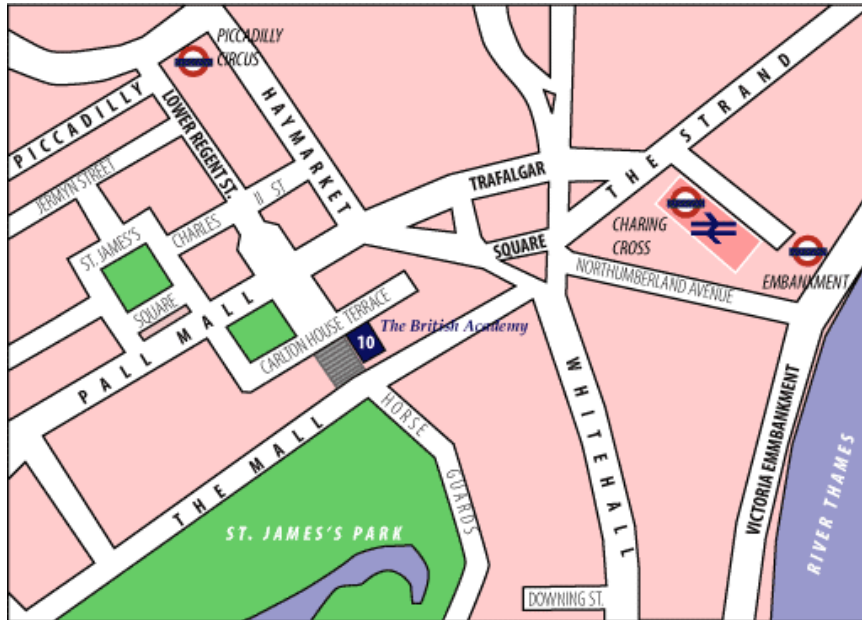 PICCADILLY
CIRCUS
PICCADILLY
LOWER REGENT ST.
HAYMARKET
JERMYN STREET
THE STRAND
TRAFALGAR
SQUARE
CHARLES II ST
ST. JAMES'S
SQUARE
CHARING
CROSS
EMBANKMENT
NORTHUMBERLAND AVENUE
PALL MALL
CARLTON HOUSE TERRACE
The British Academy
10
THE MALL
HORSE GUARDS
WHITEHALL
VICTORIA EMMBANKMENT
RIVER THAMES
ST. JAMES'S PARK
DOWNING ST.